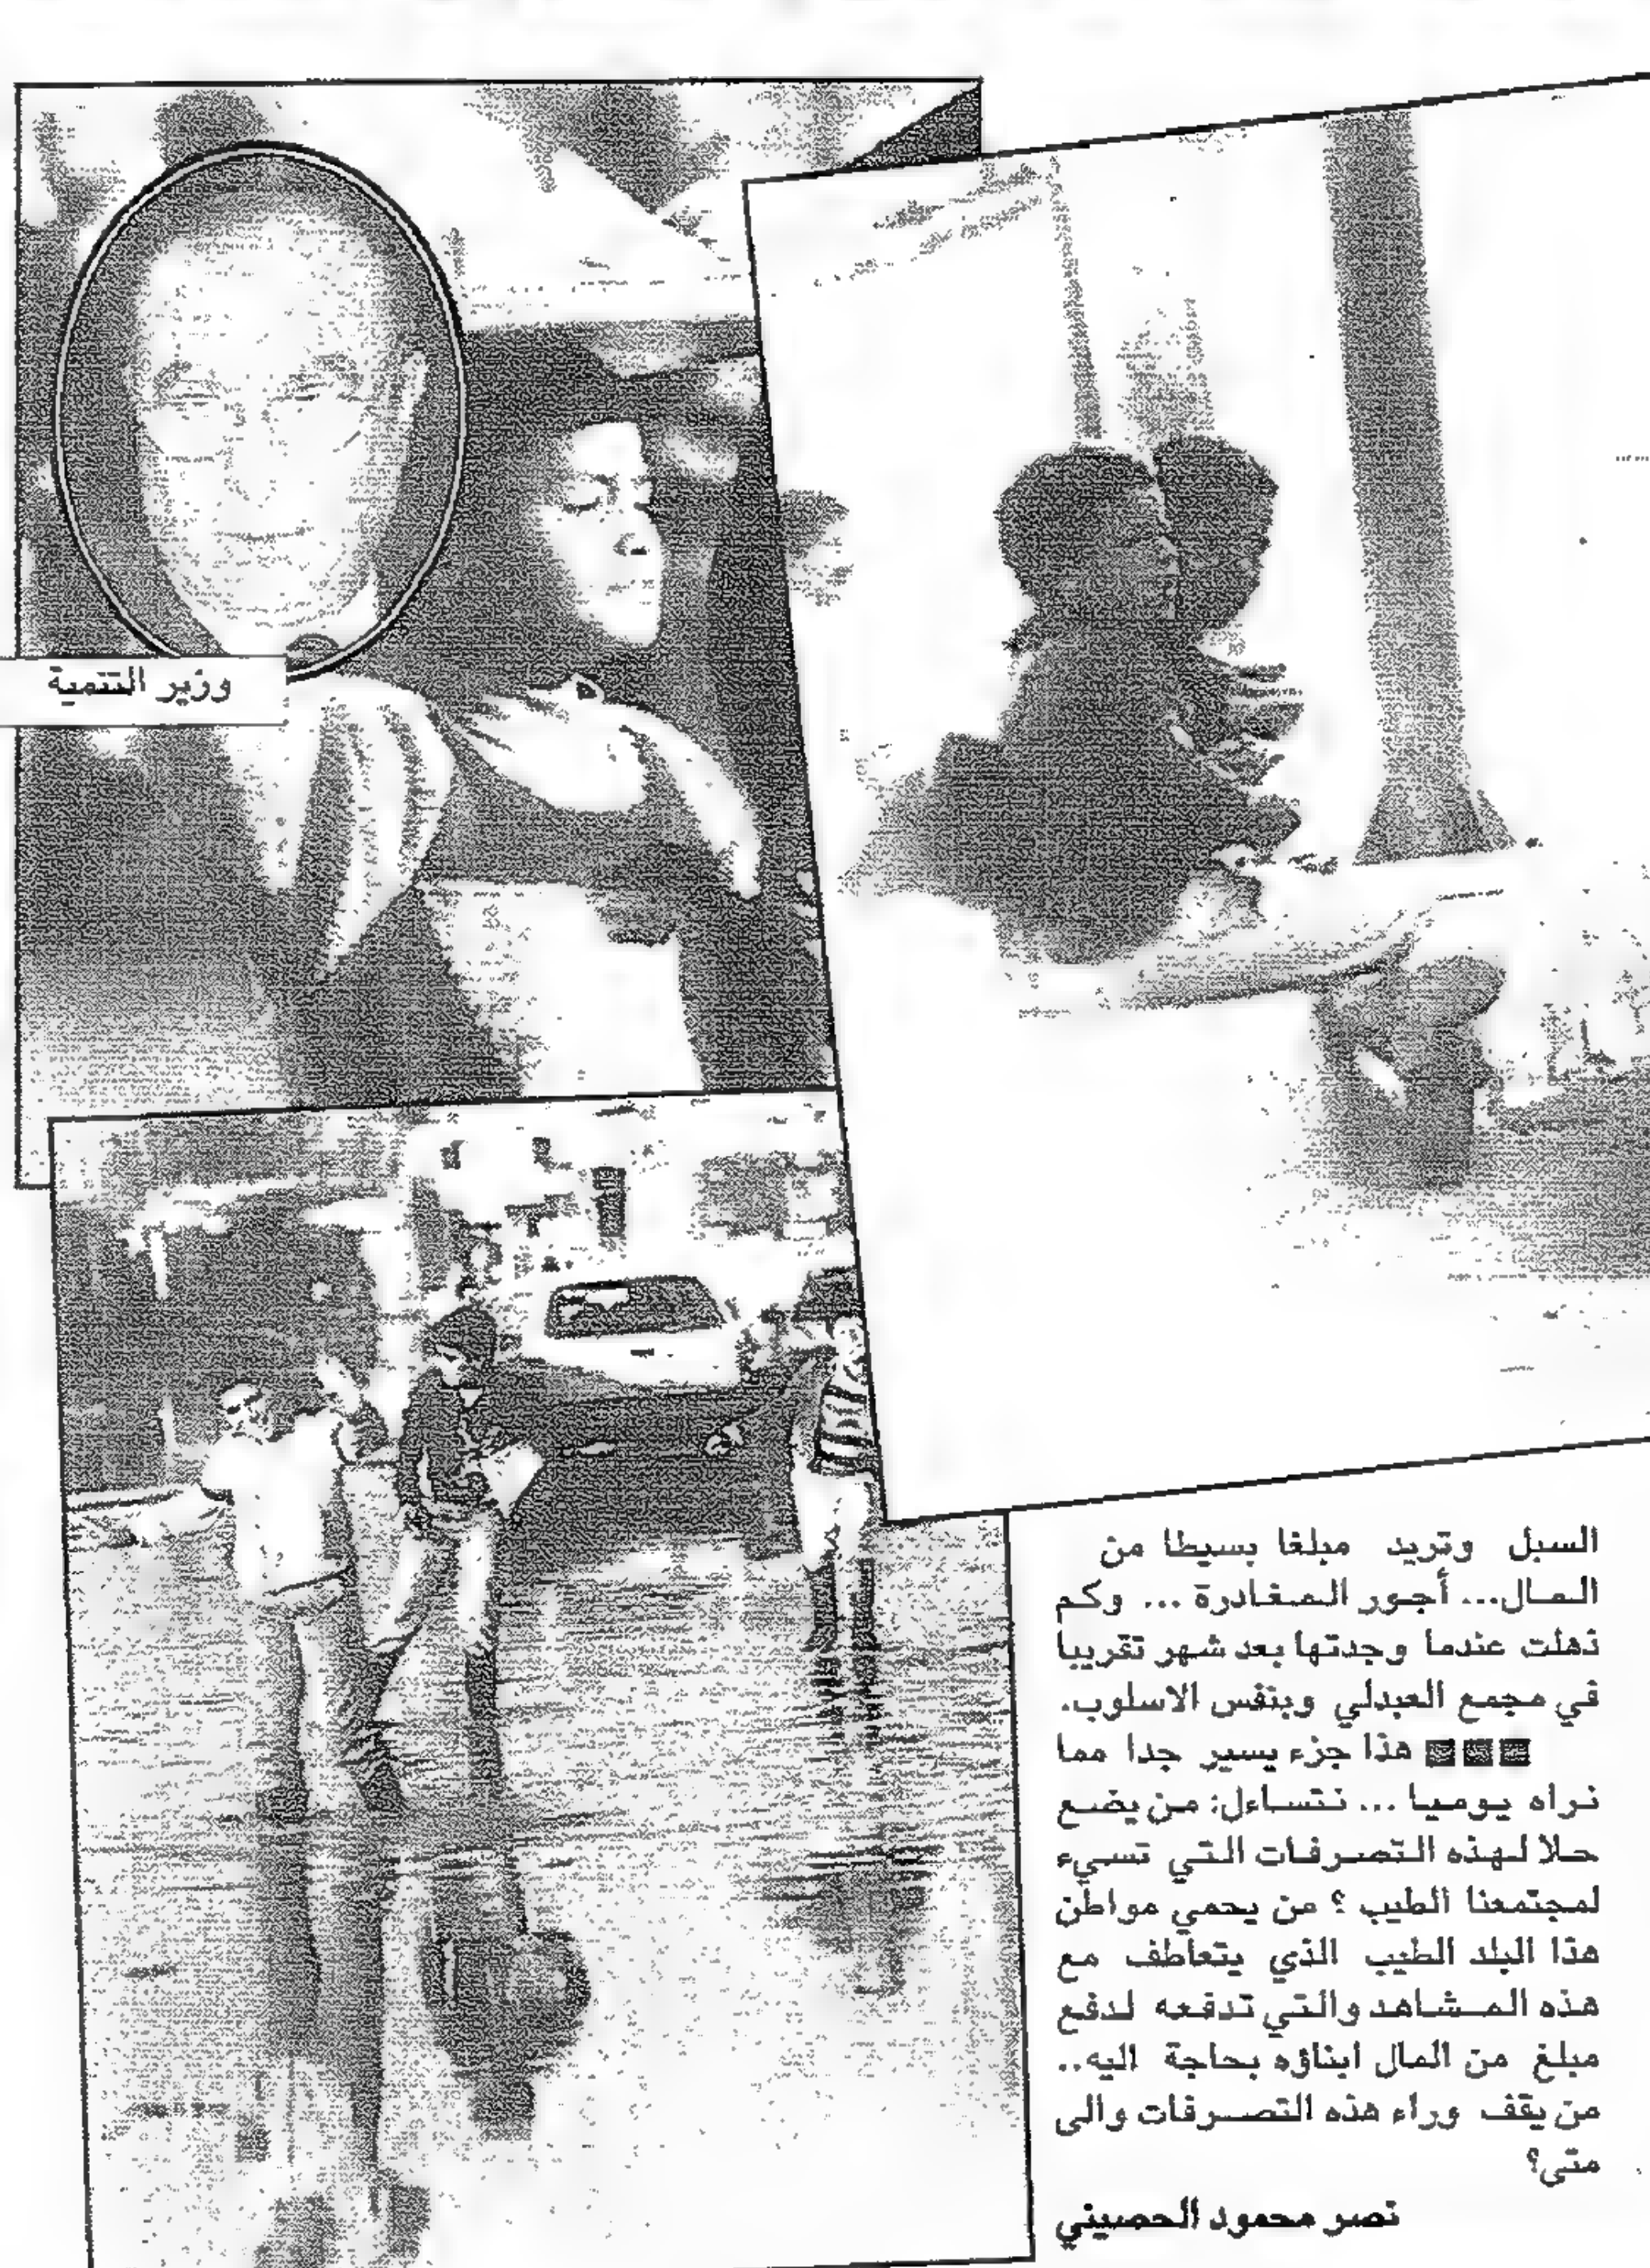 وزير التنمية
السبل وتريد مبلغا بسيطا من
المال... أجور المغادرة ... وكم
ذهلت عندما وجدتها بعد شهر تقريبا
في مجمع العبدلي وبنفس الاسلوب.
■■■ هذا جزء يسير جدا مما
نراه يوميا ... نتساءل: من يضع
حلا لهذه التصرفات التي تسيء
لمجتمعنا الطيب ؟ من يحمي مواطن
هذا البلد الطيب الذي يتعاطف مع
هذه المشاهد والتي تدفعه لدفع
مبلغ من المال ابناؤه بحاجة اليه..
من يقف وراء هذه التصرفات والى
متى؟
نصر محمود الحصيني